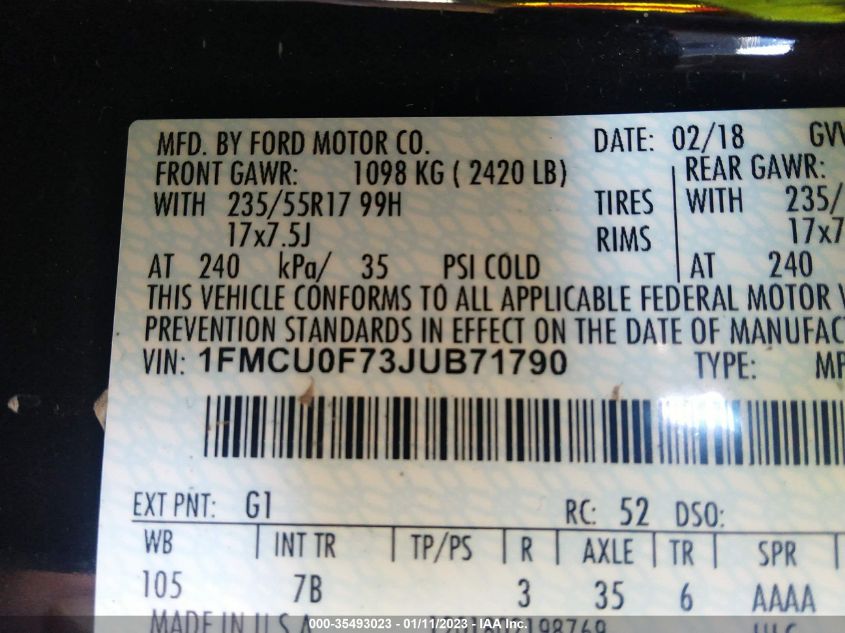 MFD. BY FORD MOTOR CO. DATE: 02/18 GVW
FRONT GAWR: 1098 KG ( 2420 LB) REAR GAWR:
WITH 235/55R17 99H TIRES WITH 235/
17x7.5J RIMS 17x7
AT 240 kPa/ 35 PSI COLD AT 240
THIS VEHICLE CONFORMS TO ALL APPLICABLE FEDERAL MOTOR V
PREVENTION STANDARDS IN EFFECT ON THE DATE OF MANUFAC
VIN: 1FMCU0F73JUB71790 TYPE: MP
EXT PNT: G1 RC: 52 DSO:
WB INT TR TP/PS R AXLE TR SPR
105 7B 3 35 6 AAAA
MADE IN U.S.A.
000-35493023 - 01/11/2023 - IAA Inc.